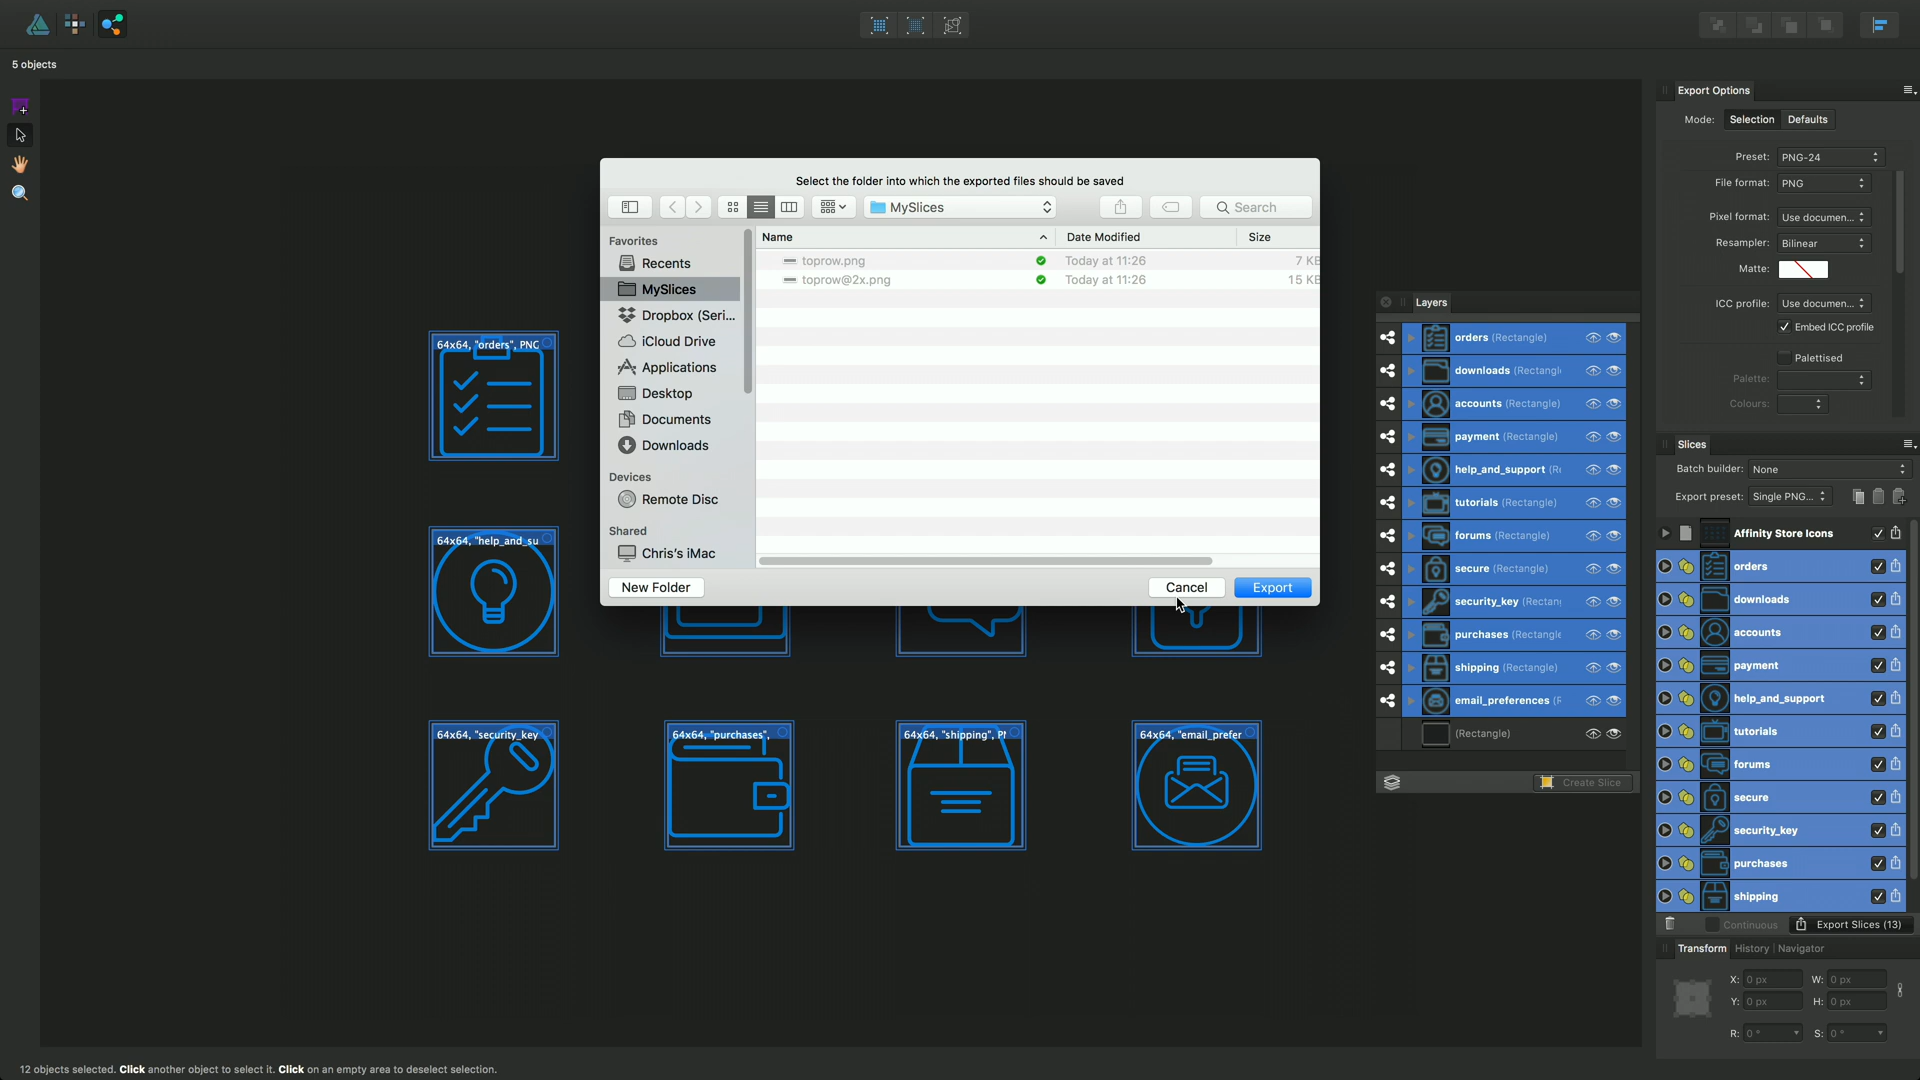 5 objects
Select the folder into which the exported files should be saved
MySlices
Search
Favorites
Recents
MySlices
Dropbox (Seri...
iCloud Drive
Applications
Desktop
Documents
Downloads
Devices
Remote Disc
Shared
Chris's iMac
Name
Date Modified
Size
toprow.png
Today at 11:26
7 KB
toprow@2x.png
Today at 11:26
15 KB
New Folder
Cancel
Export
64x64, "orders", PNG
64x64, "help_and_su
64x64, "security_key
64x64, "purchases",
64x64, "shipping", PN
64x64, "email_prefer
Layers
orders (Rectangle)
downloads (Rectangle
accounts (Rectangle)
payment (Rectangle)
help_and_support (Re
tutorials (Rectangle)
forums (Rectangle)
secure (Rectangle)
security_key (Rectang
purchases (Rectangle
shipping (Rectangle)
email_preferences (R
(Rectangle)
Create Slice
Export Options
Mode: Selection Defaults
Preset: PNG-24
File format: PNG
Pixel format: Use documen...
Resampler: Bilinear
Matte:
ICC profile: Use documen...
Embed ICC profile
Palettised
Palette:
Colours:
Slices
Batch builder: None
Export preset: Single PNG...
Affinity Store Icons
orders
downloads
accounts
payment
help_and_support
tutorials
forums
secure
security_key
purchases
shipping
Continuous
Export Slices (13)
Transform History Navigator
X: 0 px W: 0 px
Y: 0 px H: 0 px
R: 0 ° S: 0 °
12 objects selected. Click another object to select it. Click on an empty area to deselect selection.